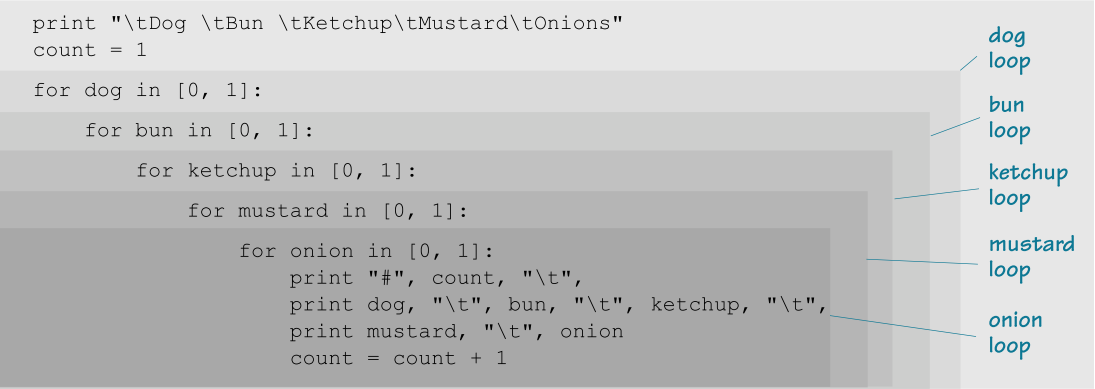 print "\tDog \tBun \tKetchup\tMustard\tOnions"
count = 1
for dog in [0, 1]:
    for bun in [0, 1]:
        for ketchup in [0, 1]:
            for mustard in [0, 1]:
                for onion in [0, 1]:
                    print "#", count, "\t",
                    print dog, "\t", bun, "\t", ketchup, "\t",
                    print mustard, "\t", onion
                    count = count + 1
dog
loop
bun
loop
ketchup
loop
mustard
loop
onion
loop